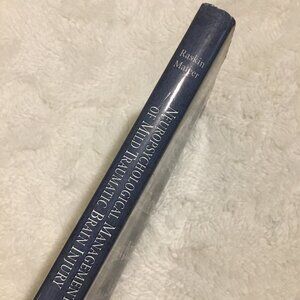 Raskin
Mateer
NEUROPSYCHOLOGICAL MANAGEMENT
OF MILD TRAUMATIC BRAIN INJURY